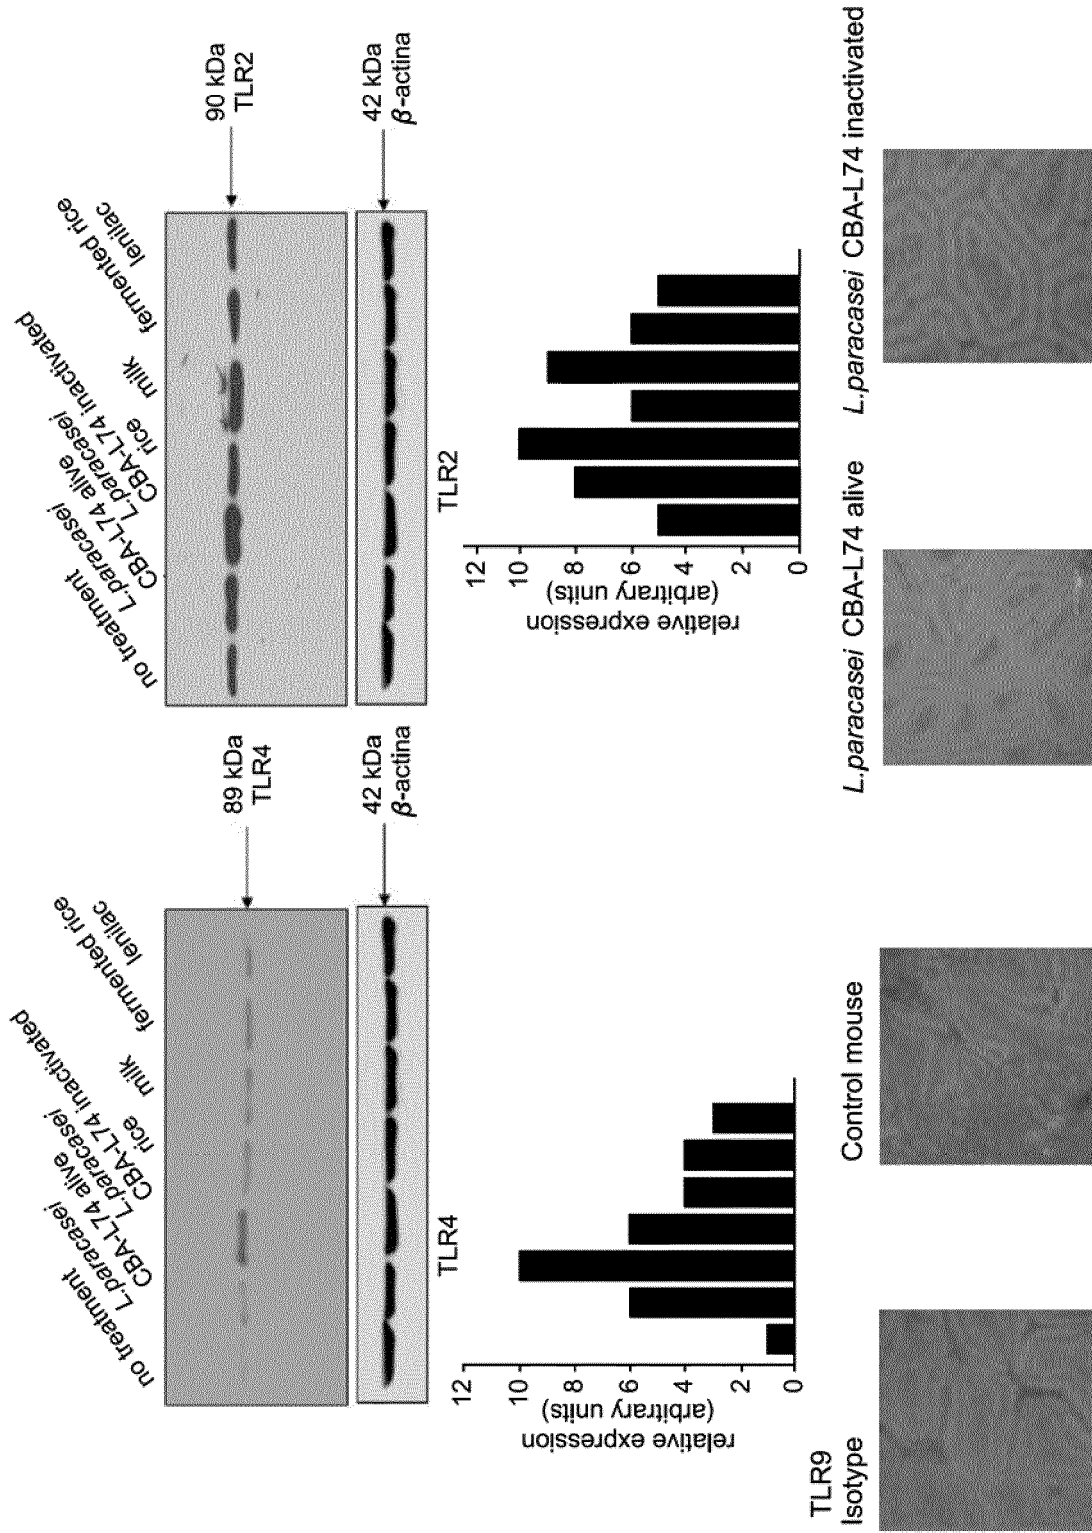 no treatment
L.paracasei
CBA-L74 alive
L.paracasei
CBA-L74 inactivated
rice
milk
fermented rice
lenilac
89 kDa
TLR4
42 kDa
β-actina
TLR4
relative expression
(arbitrary units)
12
10
8
6
4
2
0
no treatment
L.paracasei
CBA-L74 alive
L.paracasei
CBA-L74 inactivated
rice
milk
fermented rice
lenilac
90 kDa
TLR2
42 kDa
β-actina
TLR2
relative expression
(arbitrary units)
12
10
8
6
4
2
0
TLR9
Isotype
Control mouse
L.paracasei CBA-L74 alive
L.paracasei CBA-L74 inactivated